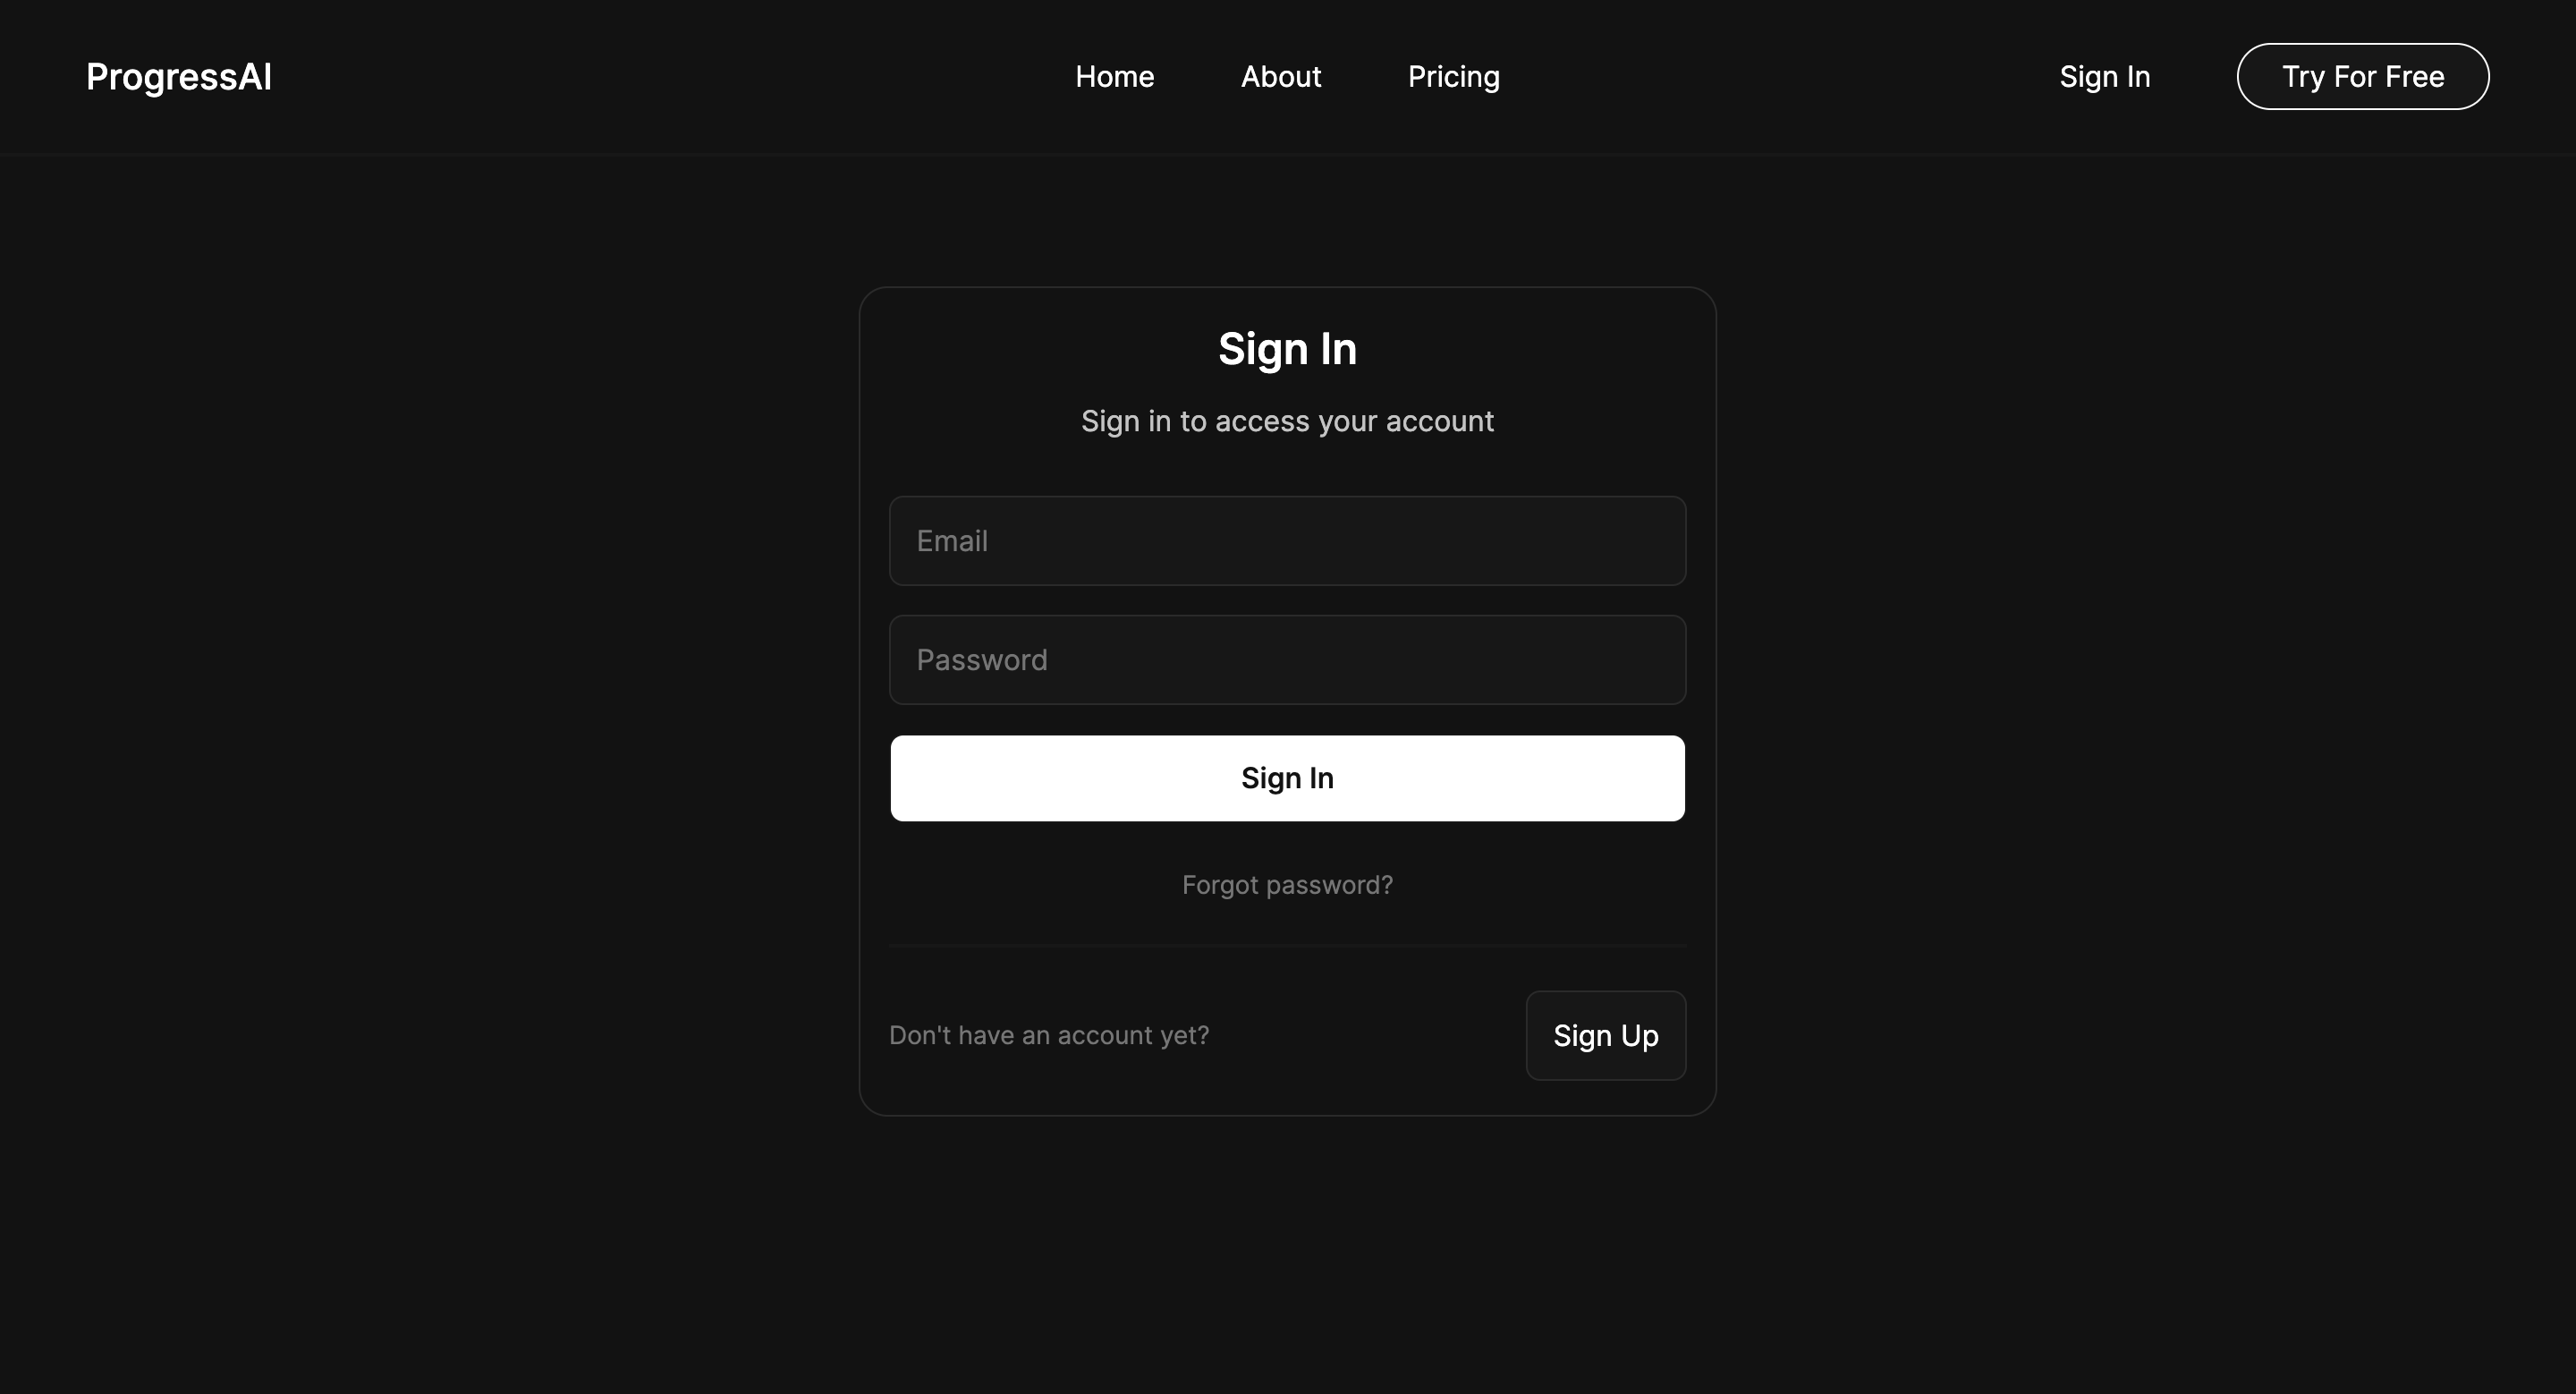 ProgressAI
Home
About
Pricing
Sign In
Try For Free
Sign In
Sign in to access your account
Email
Password
Sign In
Forgot password?
Don't have an account yet?
Sign Up